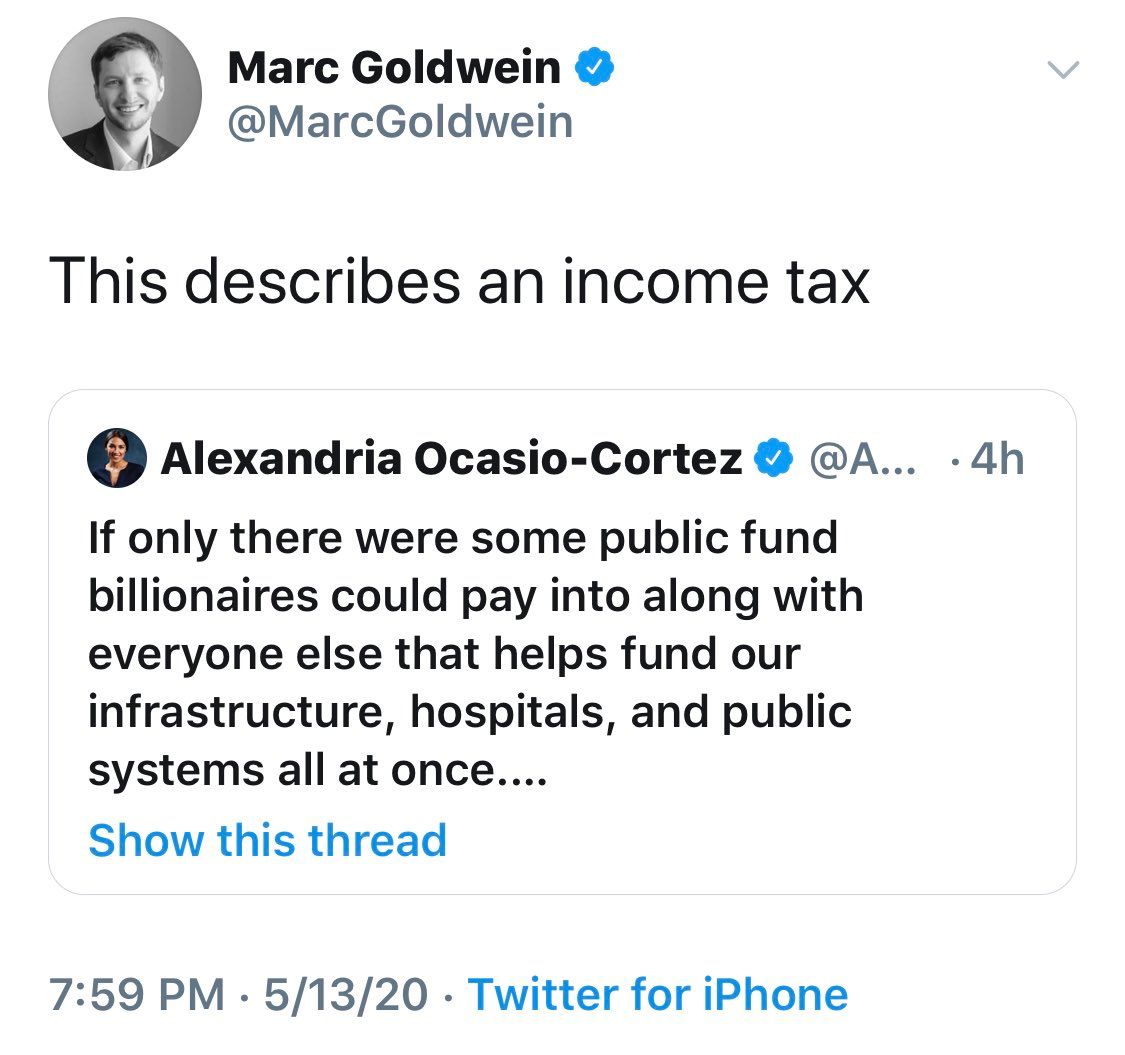 Marc Goldwein
@MarcGoldwein
This describes an income tax
Alexandria Ocasio-Cortez @A... · 4h
If only there were some public fund
billionaires could pay into along with
everyone else that helps fund our
infrastructure, hospitals, and public
systems all at once....
Show this thread
7:59 PM · 5/13/20 · Twitter for iPhone